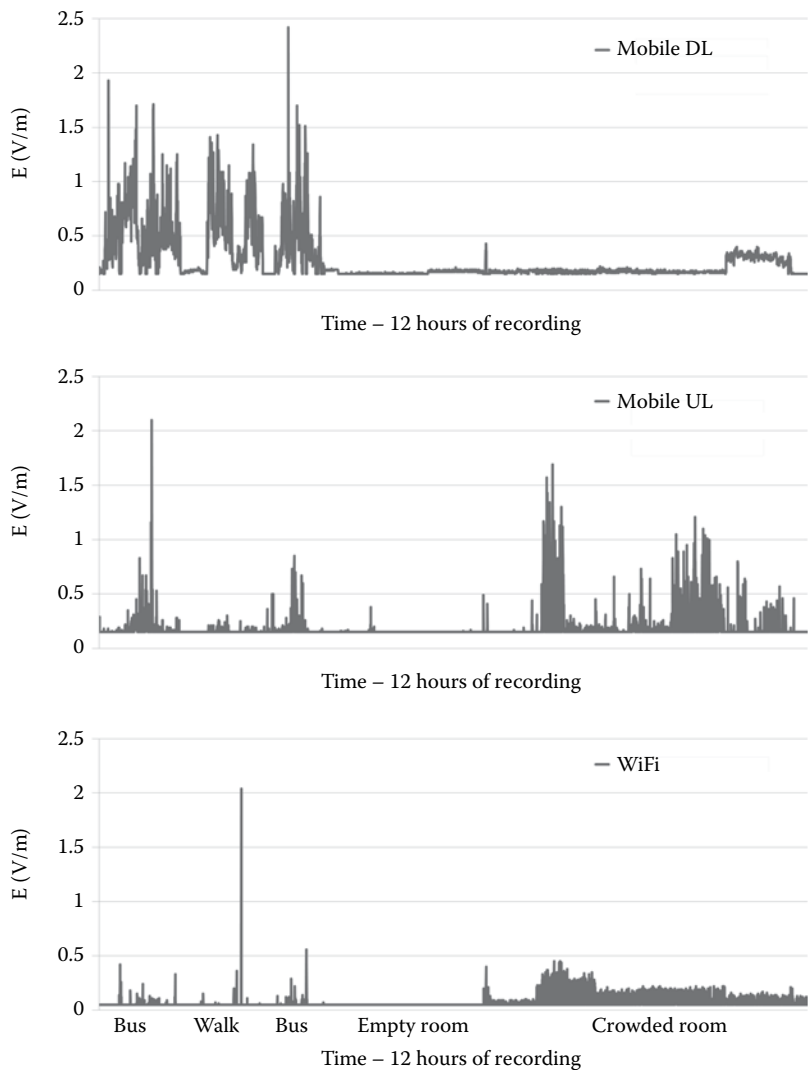 2.5
Mobile DL
2
1.5
E (V/m)
1
0.5
0
Time – 12 hours of recording
2.5
Mobile UL
2
1.5
E (V/m)
1
0.5
0
Time – 12 hours of recording
2.5
WiFi
2
1.5
E (V/m)
1
0.5
0
Bus Walk Bus Empty room Crowded room
Time – 12 hours of recording